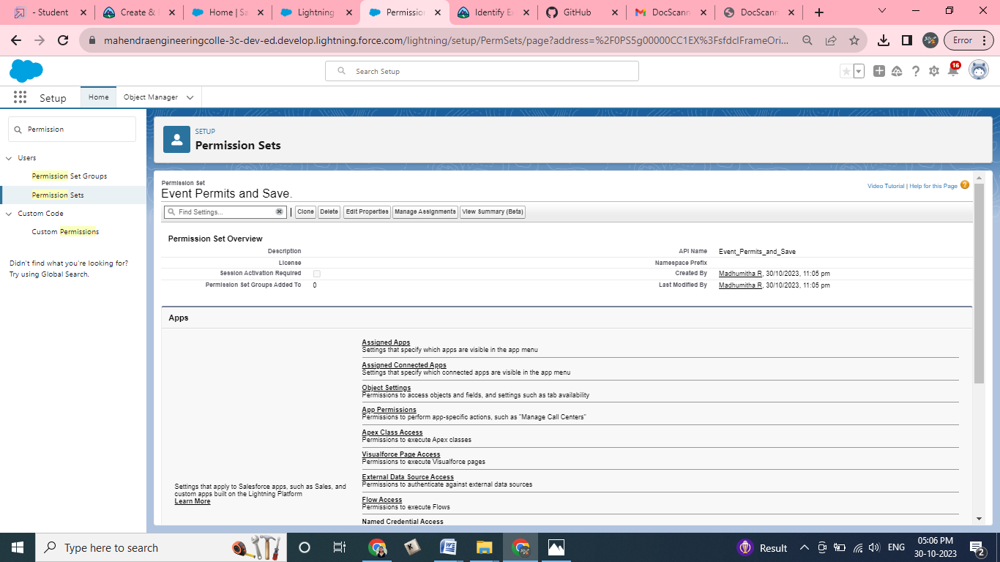 - Student
Create &
Home | Sa
Lightning
Permission
Identify Ex
GitHub
DocScann
DocScann
mahendraengineeringcolle-3c-dev-ed.develop.lightning.force.com/lightning/setup/PermSets/page?address=%2F0PS5g00000CC1EX%3FsfdcIFrameOri...
Error
Search Setup
16
Setup
Home
Object Manager
Permission
Users
Permission Set Groups
Permission Sets
Custom Code
Custom Permissions
Didn't find what you're looking for?
Try using Global Search.
SETUP
Permission Sets
Permission Set
Event Permits and Save.
Video Tutorial | Help for this Page
Find Settings...
Clone
Delete
Edit Properties
Manage Assignments
View Summary (Beta)
Permission Set Overview
Description
API Name Event_Permits_and_Save
License
Namespace Prefix
Session Activation Required
Created By Madhumitha R, 30/10/2023, 11:05 pm
Permission Set Groups Added To 0
Last Modified By Madhumitha R, 30/10/2023, 11:05 pm
Apps
Settings that apply to Salesforce apps, such as Sales, and
custom apps built on the Lightning Platform
Learn More
Assigned Apps
Settings that specify which apps are visible in the app menu
Assigned Connected Apps
Settings that specify which connected apps are visible in the app menu
Object Settings
Permissions to access objects and fields, and settings such as tab availability
App Permissions
Permissions to perform app-specific actions, such as "Manage Call Centers"
Apex Class Access
Permissions to execute Apex classes
Visualforce Page Access
Permissions to execute Visualforce pages
External Data Source Access
Permissions to authenticate against external data sources
Flow Access
Permissions to execute Flows
Named Credential Access
Type here to search
Result
ENG
05:06 PM
30-10-2023
2